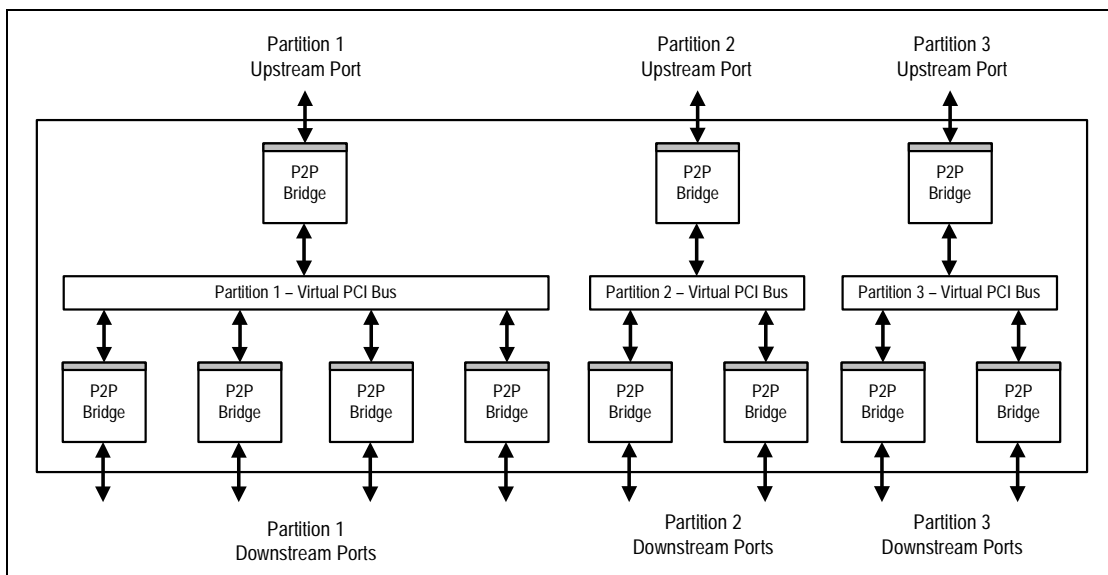 Partition 1
Upstream Port
Partition 2
Upstream Port
Partition 3
Upstream Port
P2P
Bridge
P2P
Bridge
P2P
Bridge
Partition 1 – Virtual PCI Bus
Partition 2 – Virtual PCI Bus
Partition 3 – Virtual PCI Bus
P2P
Bridge
P2P
Bridge
P2P
Bridge
P2P
Bridge
P2P
Bridge
P2P
Bridge
P2P
Bridge
P2P
Bridge
Partition 1
Downstream Ports
Partition 2
Downstream Ports
Partition 3
Downstream Ports